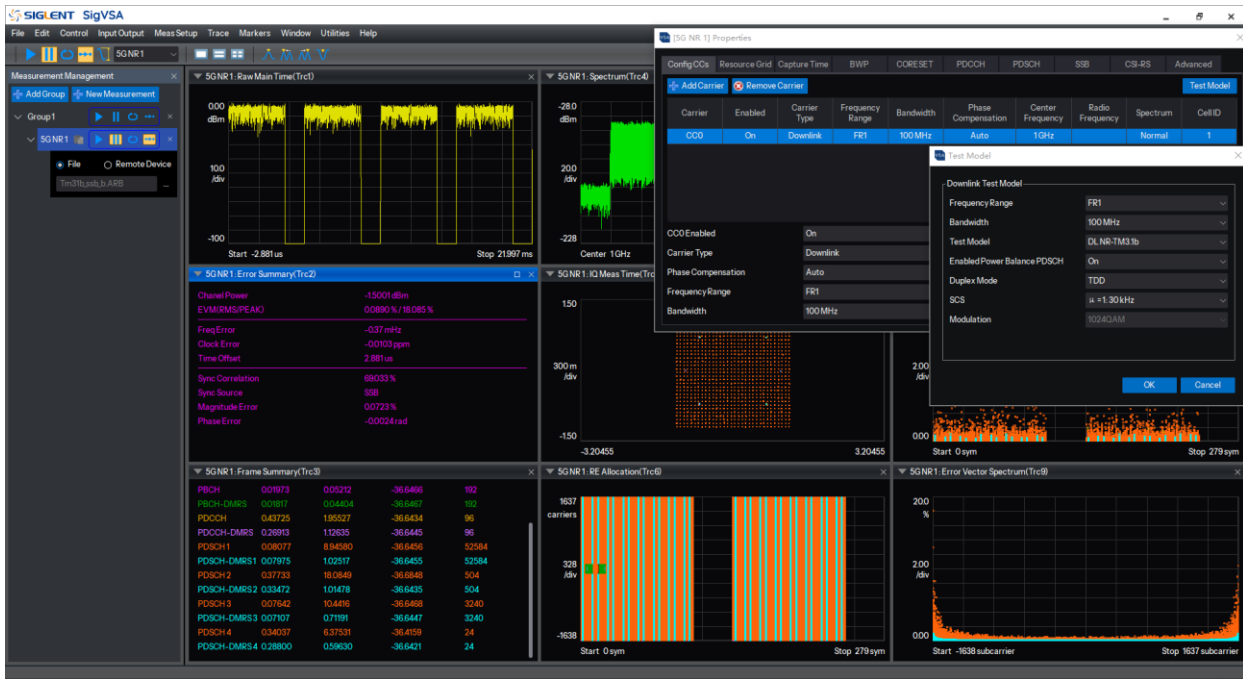 SIGLENT SigVSA
File Edit Control Input Output Meas Setup Trace Markers Window Utilities Help
5G NR 1
Measurement Management
Add Group New Measurement
Group1
5G NR 1
File Remote Device
Tm31b,ssb,b.ARB ...
5G NR 1: Raw Main Time(Trc1)
000
dBm
100
/div
-100
Start -2.881 us Stop 21.997 ms
5G NR 1: Spectrum(Trc4)
-28.0
dBm
20.0
/div
-228
Center 1 GHz
5G NR 1: Error Summary(Trc2)
Chanel Power -1.5001 dBm
EVM(RMS/PEAK) 0.0890 % / 18.085 %
Freq Error -0.37 mHz
Clock Error -0.0103 ppm
Time Offset 2.881 us
Sync Correlation 69.033 %
Sync Source SSB
Magnitude Error 0.0723 %
Phase Error -0.0024 rad
5G NR 1: IQ Meas Time(Trc
1.50
300 m
/div
-1.50
-3.20455 3.20455
2.00
/div
000
Start 0 sym Stop 279 sym
5G NR 1: Frame Summary(Trc3)
PBCH 0.01973 0.05212 -36.6466 192
PBCH-DMRS 0.01817 0.04404 -36.6467 192
PDCCH 0.43725 1.95527 -36.6434 96
PDCCH-DMRS 0.26913 1.12635 -36.6445 96
PDSCH 1 0.08077 8.94580 -36.6456 52584
PDSCH-DMRS 1 0.07975 1.02517 -36.6455 52584
PDSCH 2 0.37733 18.0849 -36.6848 504
PDSCH-DMRS 2 0.33472 1.01478 -36.6435 504
PDSCH 3 0.07642 10.4416 -36.6468 3240
PDSCH-DMRS 3 0.07107 0.71191 -36.6447 3240
PDSCH 4 0.34037 6.37531 -36.4159 24
PDSCH-DMRS 4 0.28800 0.59630 -36.6421 24
5G NR 1: RE Allocation(Trc6)
1637
carriers
328
/div
-1638
Start 0 sym Stop 279 sym
5G NR 1: Error Vector Spectrum(Trc9)
20.0
%
2.00
/div
000
Start -1638 subcarrier Stop 1637 subcarrier
[5G NR 1] Properties
Config CCs Resource Grid Capture Time BWP CORESET PDCCH PDSCH SSB CSI-RS Advanced
Add Carrier Remove Carrier Test Model
Carrier Enabled Carrier Type Frequency Range Bandwidth Phase Compensation Center Frequency Radio Frequency Spectrum Cell ID
CC0 On Downlink FR1 100 MHz Auto 1 GHz Normal 1
CC0 Enabled On
Carrier Type Downlink
Phase Compensation Auto
Frequency Range FR1
Bandwidth 100 MHz
Test Model
Downlink Test Model
Frequency Range FR1
Bandwidth 100 MHz
Test Model DL NR-TM3.1b
Enabled Power Balance PDSCH On
Duplex Mode TDD
SCS μ =1: 30 kHz
Modulation 1024QAM
OK Cancel